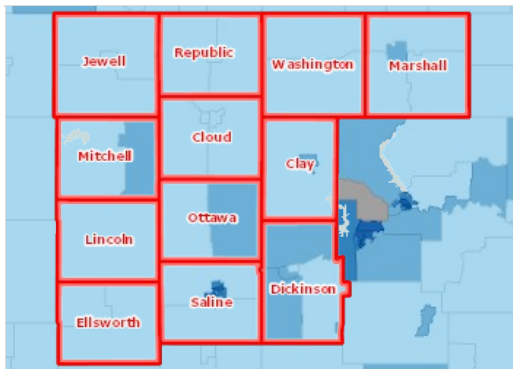 Jewell
Republic
Washington
Marshall
Mitchell
Cloud
Clay
Lincoln
Ottawa
Ellsworth
Saline
Dickinson